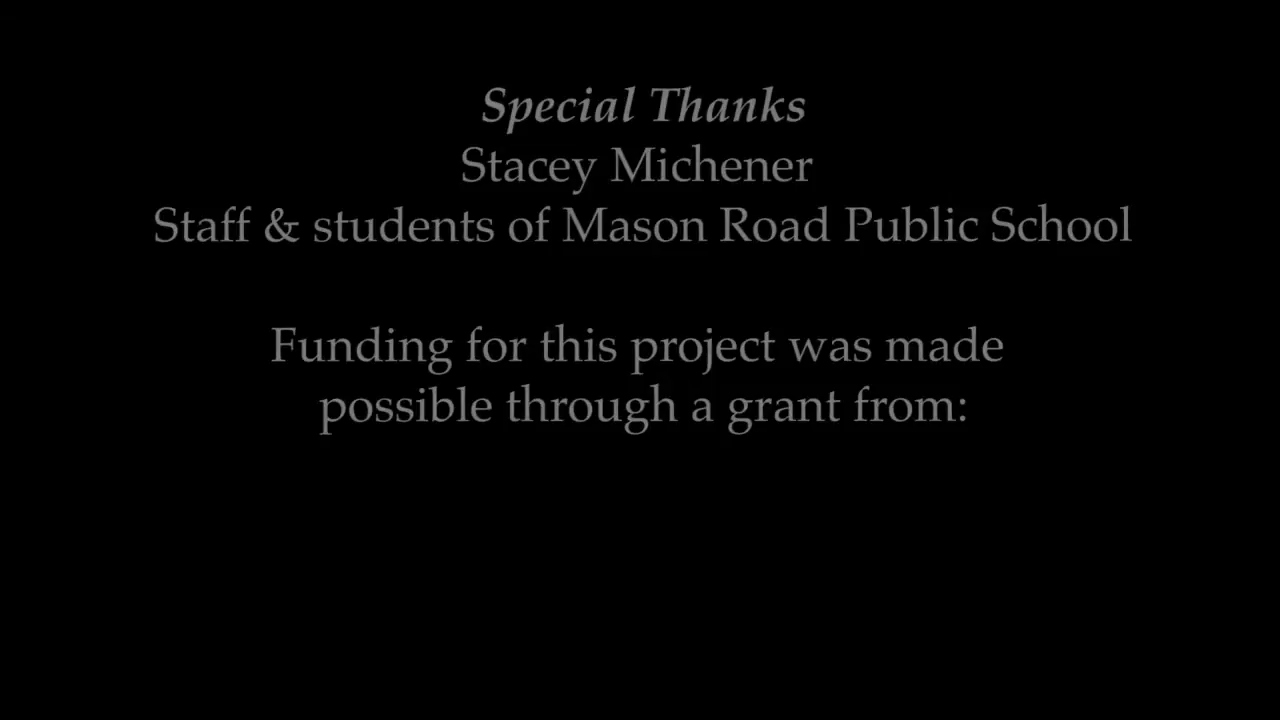 Special Thanks
Stacey Michener
Staff & students of Mason Road Public School
Funding for this project was made
possible through a grant from: